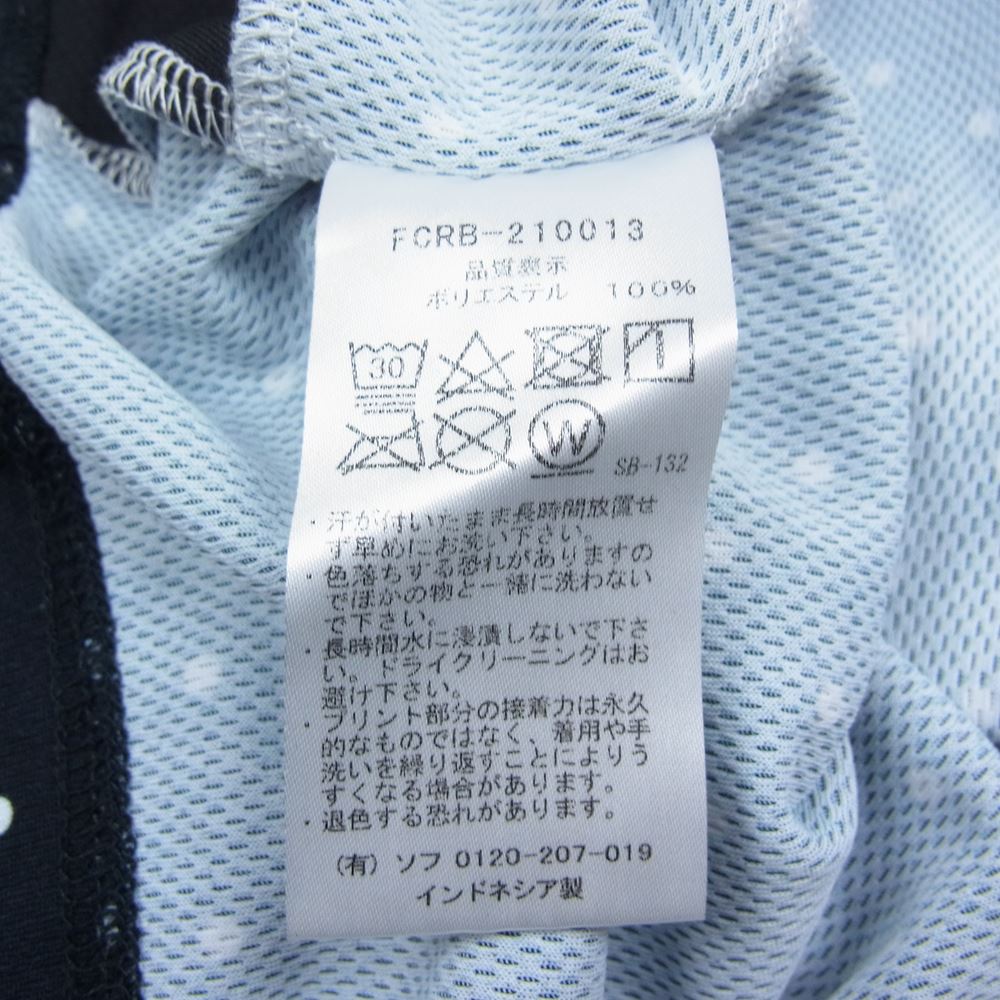 FCRB-210013
品質表示
ポリエステル 100%
30
W
SB-132
・汗が付いたまま長時間放置せ
ず早めにお洗い下さい。
・色落ちする恐れがありますの
でほかの物と一緒に洗わない
で下さい。
・長時間水に浸漬しないで下さ
い。ドライクリーニングはお
避け下さい。
・プリント部分の接着力は永久
的なものではなく、着用や手
洗いを繰り返すことによりう
すくなる場合があります。
・退色する恐れがあります。
(有) ソフ 0120-207-019
インドネシア製